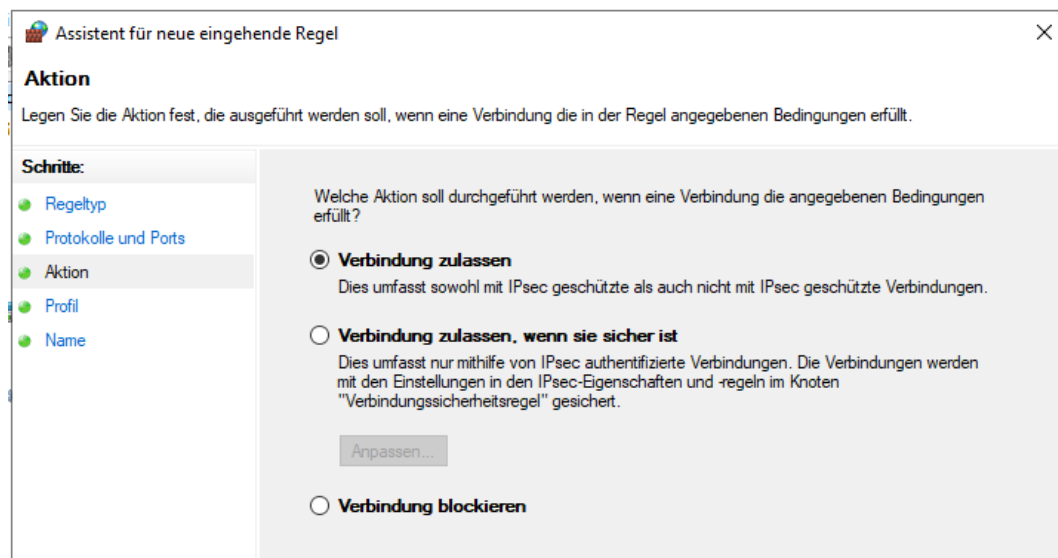 Assistent für neue eingehende Regel
Aktion
Legen Sie die Aktion fest, die ausgeführt werden soll, wenn eine Verbindung die in der Regel angegebenen Bedingungen erfüllt.
Schritte:
Regeltyp
Protokolle und Ports
Aktion
Profil
Name
Welche Aktion soll durchgeführt werden, wenn eine Verbindung die angegebenen Bedingungen
erfüllt?
Verbindung zulassen
Dies umfasst sowohl mit IPsec geschützte als auch nicht mit IPsec geschützte Verbindungen.
Verbindung zulassen, wenn sie sicher ist
Dies umfasst nur mithilfe von IPsec authentifizierte Verbindungen. Die Verbindungen werden
mit den Einstellungen in den IPsec-Eigenschaften und -regeln im Knoten
"Verbindungssicherheitsregel" gesichert.
Anpassen...
Verbindung blockieren